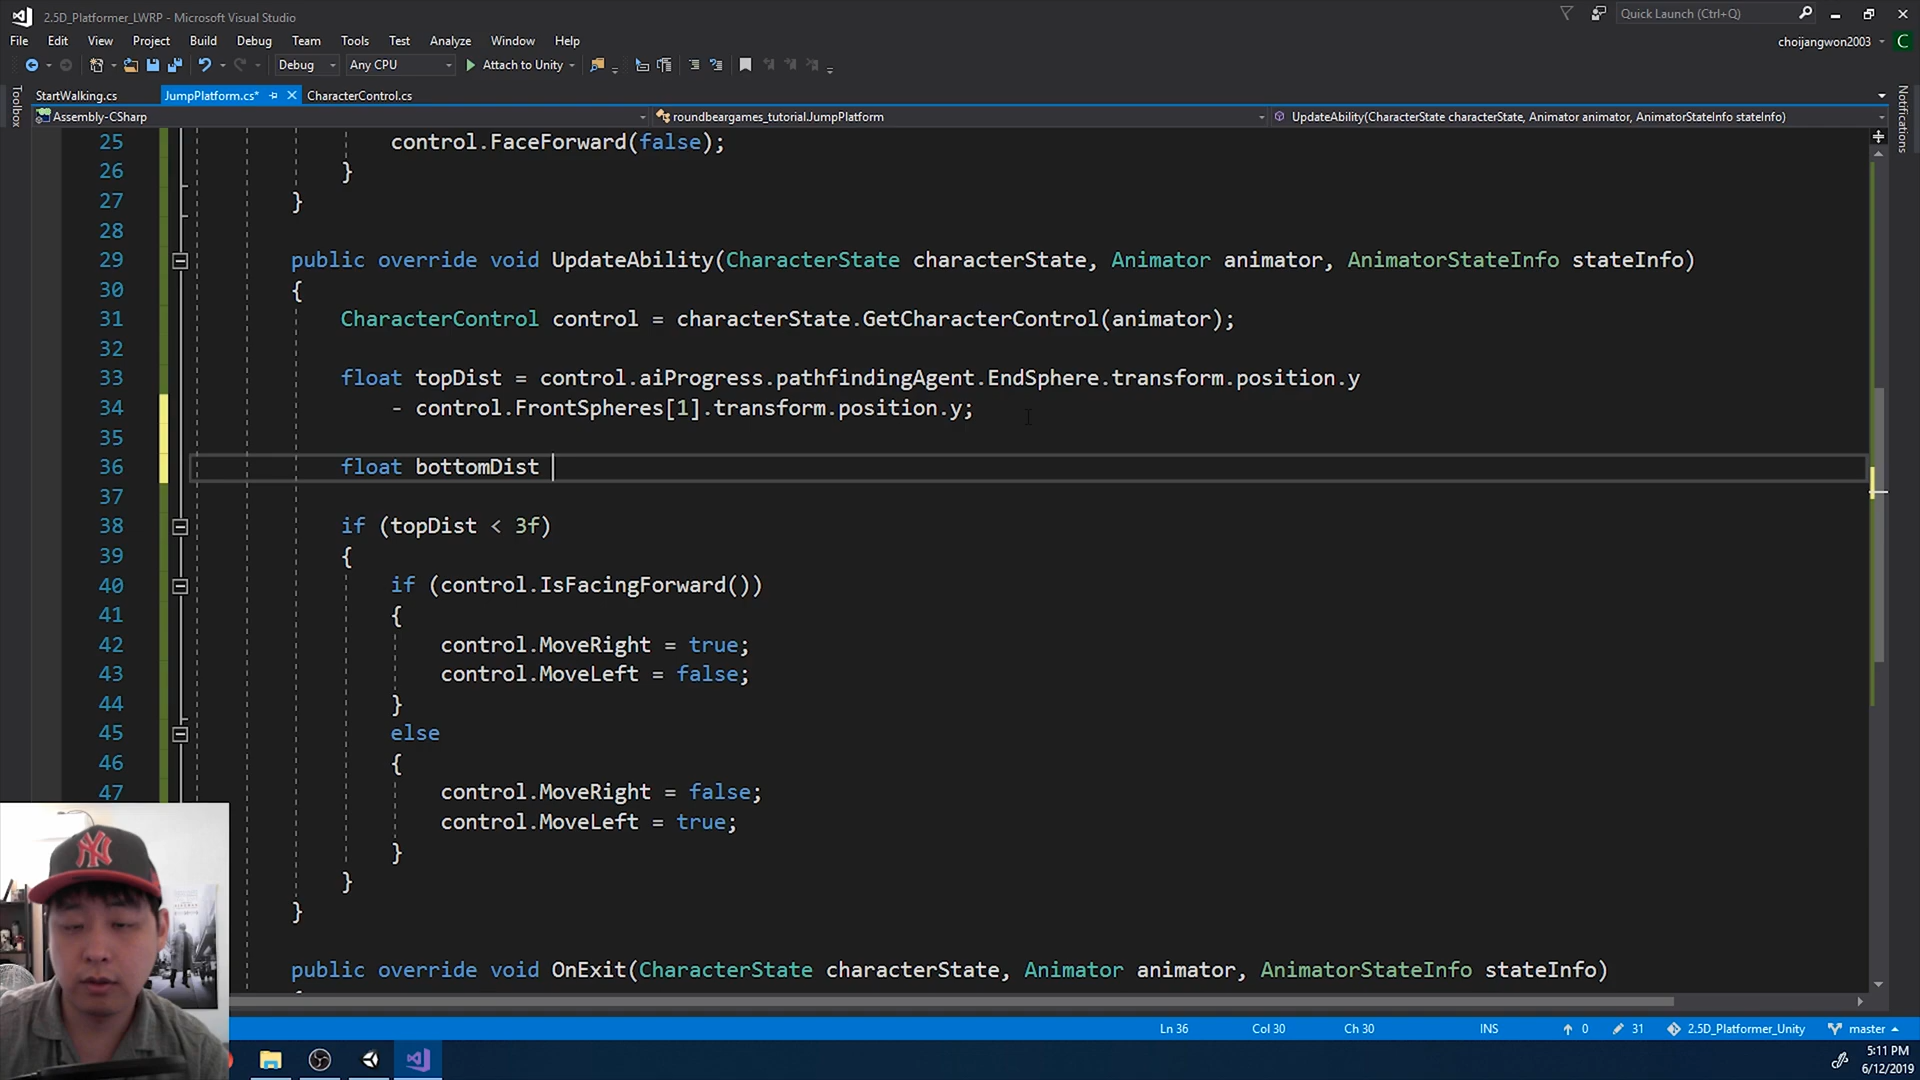 2.5D_Platformer_LWRP - Microsoft Visual Studio
Quick Launch (Ctrl+Q)
File Edit View Project Build Debug Team Tools Test Analyze Window Help
choijangwon2003 C
Debug Any CPU Attach to Unity
StartWalking.cs JumpPlatform.cs* CharacterControl.cs
Toolbox
Notifications
Assembly-CSharp roundbeargames_tutorial.JumpPlatform UpdateAbility(CharacterState characterState, Animator animator, AnimatorStateInfo stateInfo)
25 control.FaceForward(false);
26 }
27 }
28
29 public override void UpdateAbility(CharacterState characterState, Animator animator, AnimatorStateInfo stateInfo)
30 {
31 CharacterControl control = characterState.GetCharacterControl(animator);
32
33 float topDist = control.aiProgress.pathfindingAgent.EndSphere.transform.position.y
34 - control.FrontSpheres[1].transform.position.y;
35
36 float bottomDist
37
38 if (topDist < 3f)
39 {
40 if (control.IsFacingForward())
41 {
42 control.MoveRight = true;
43 control.MoveLeft = false;
44 }
45 else
46 {
47 control.MoveRight = false;
control.MoveLeft = true;
}
}
}
public override void OnExit(CharacterState characterState, Animator animator, AnimatorStateInfo stateInfo)
Ln 36 Col 30 Ch 30 INS 0 31 2.5D_Platformer_Unity master
5:11 PM
6/12/2019